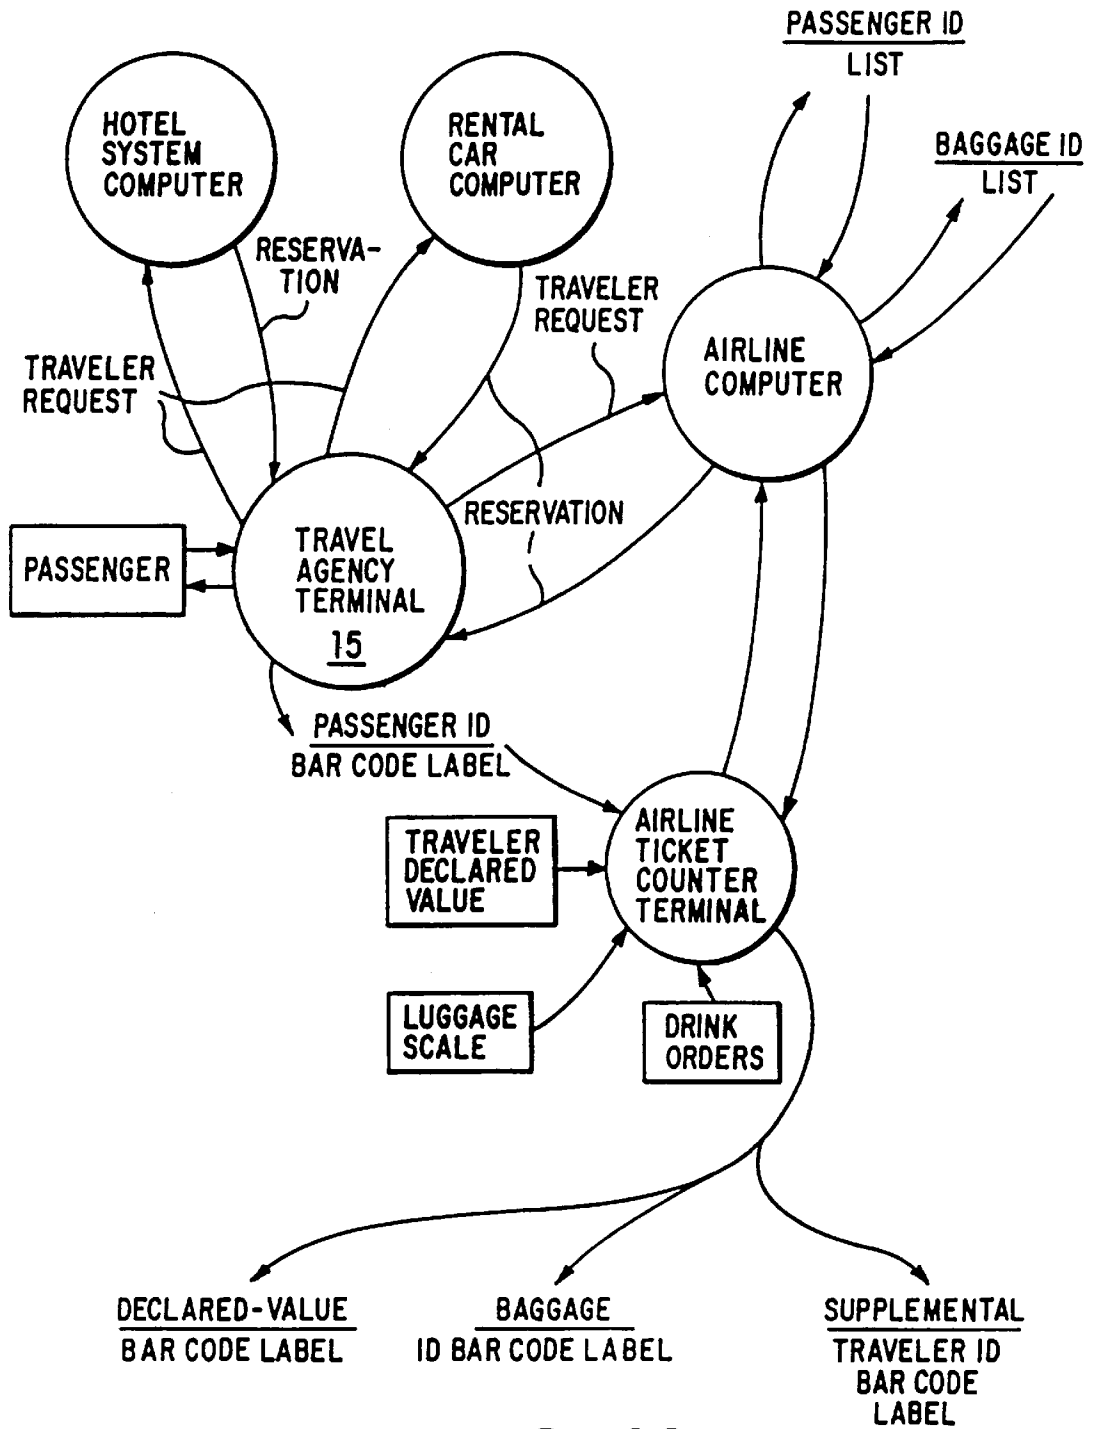 PASSENGER ID
LIST
HOTEL
SYSTEM
COMPUTER
RENTAL
CAR
COMPUTER
BAGGAGE ID
LIST
RESERVA-
TION
TRAVELER
REQUEST
AIRLINE
COMPUTER
TRAVELER
REQUEST
RESERVATION
PASSENGER
TRAVEL
AGENCY
TERMINAL
15
PASSENGER ID
BAR CODE LABEL
AIRLINE
TICKET
COUNTER
TERMINAL
TRAVELER
DECLARED
VALUE
LUGGAGE
SCALE
DRINK
ORDERS
DECLARED-VALUE
BAR CODE LABEL
BAGGAGE
ID BAR CODE LABEL
SUPPLEMENTAL
TRAVELER ID
BAR CODE
LABEL